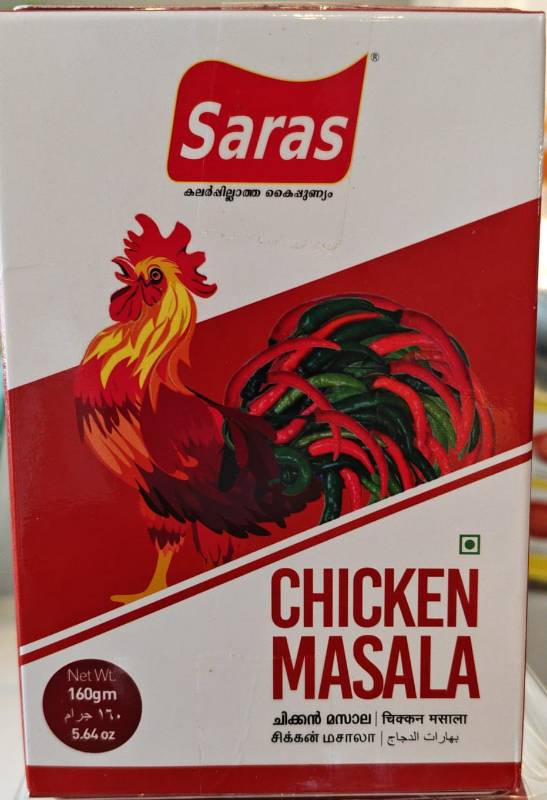 Saras®
കലർപ്പില്ലാത്ത കൈപ്പുണ്യം
CHICKEN
MASALA
ചിക്കൻ മസാല | चिक्कन मसाला
சிக்கன் மசாலா | بهارات الدجاج
Net Wt.
160gm
١٦٠ جرام
5.64 oz